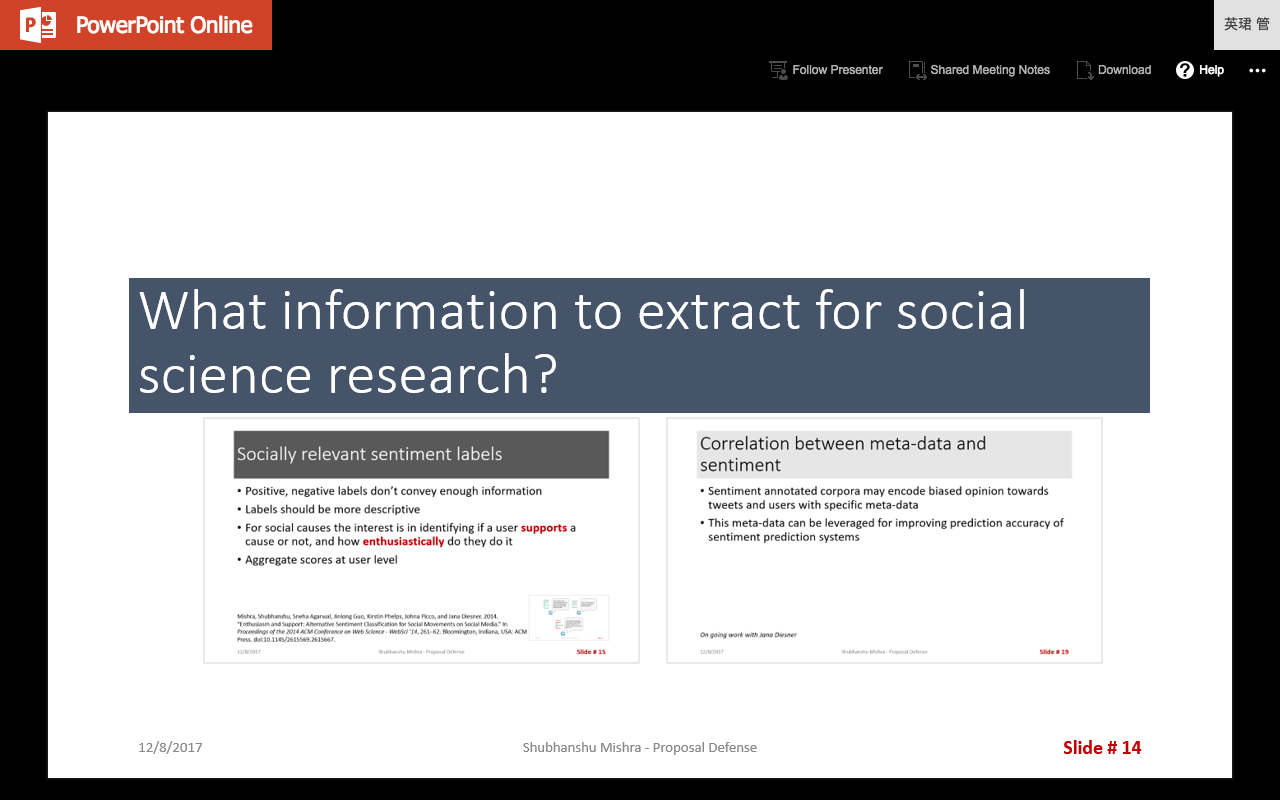 PowerPoint Online
英珺 管
Follow Presenter
Shared Meeting Notes
Download
Help
What information to extract for social
science research?
Socially relevant sentiment labels
• Positive, negative labels don't convey enough information
• Labels should be more descriptive
• For social causes the interest is in identifying if a user supports a
cause or not, and how enthusiastically do they do it
• Aggregate scores at user level
Mishra, Shubhanshu, Sneha Agarwal, Jinlong Guo, Kirstin Phelps, Johna Picco, and Jana Diesner. 2014.
"Enthusiasm and Support: Alternative Sentiment Classification for Social Movements on Social Media." In
Proceedings of the 2014 ACM Conference on Web Science - WebSci '14, 261–62. Bloomington, Indiana, USA: ACM
Press. doi:10.1145/2615569.2615667.
12/8/2017
Shubhanshu Mishra - Proposal Defense
Slide # 15
Correlation between meta-data and
sentiment
• Sentiment annotated corpora may encode biased opinion towards
tweets and users with specific meta-data
• This meta-data can be leveraged for improving prediction accuracy of
sentiment prediction systems
On going work with Jana Diesner
12/8/2017
Shubhanshu Mishra - Proposal Defense
Slide # 19
12/8/2017
Shubhanshu Mishra - Proposal Defense
Slide # 14